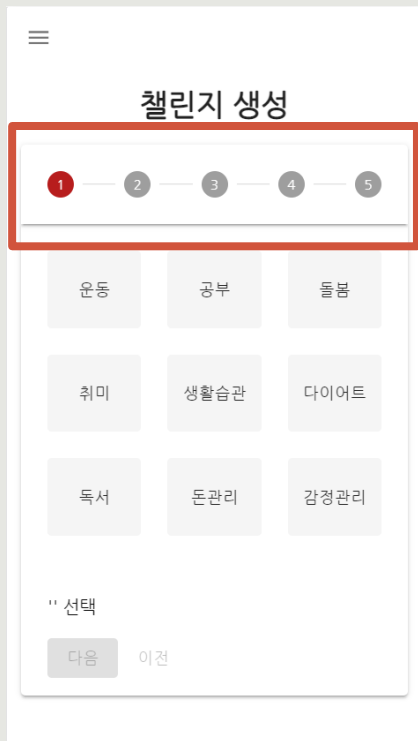 챌린지 생성
1 2 3 4 5
운동 공부 돌봄
취미 생활습관 다이어트
독서 돈관리 감정관리
'' 선택
다음 이전